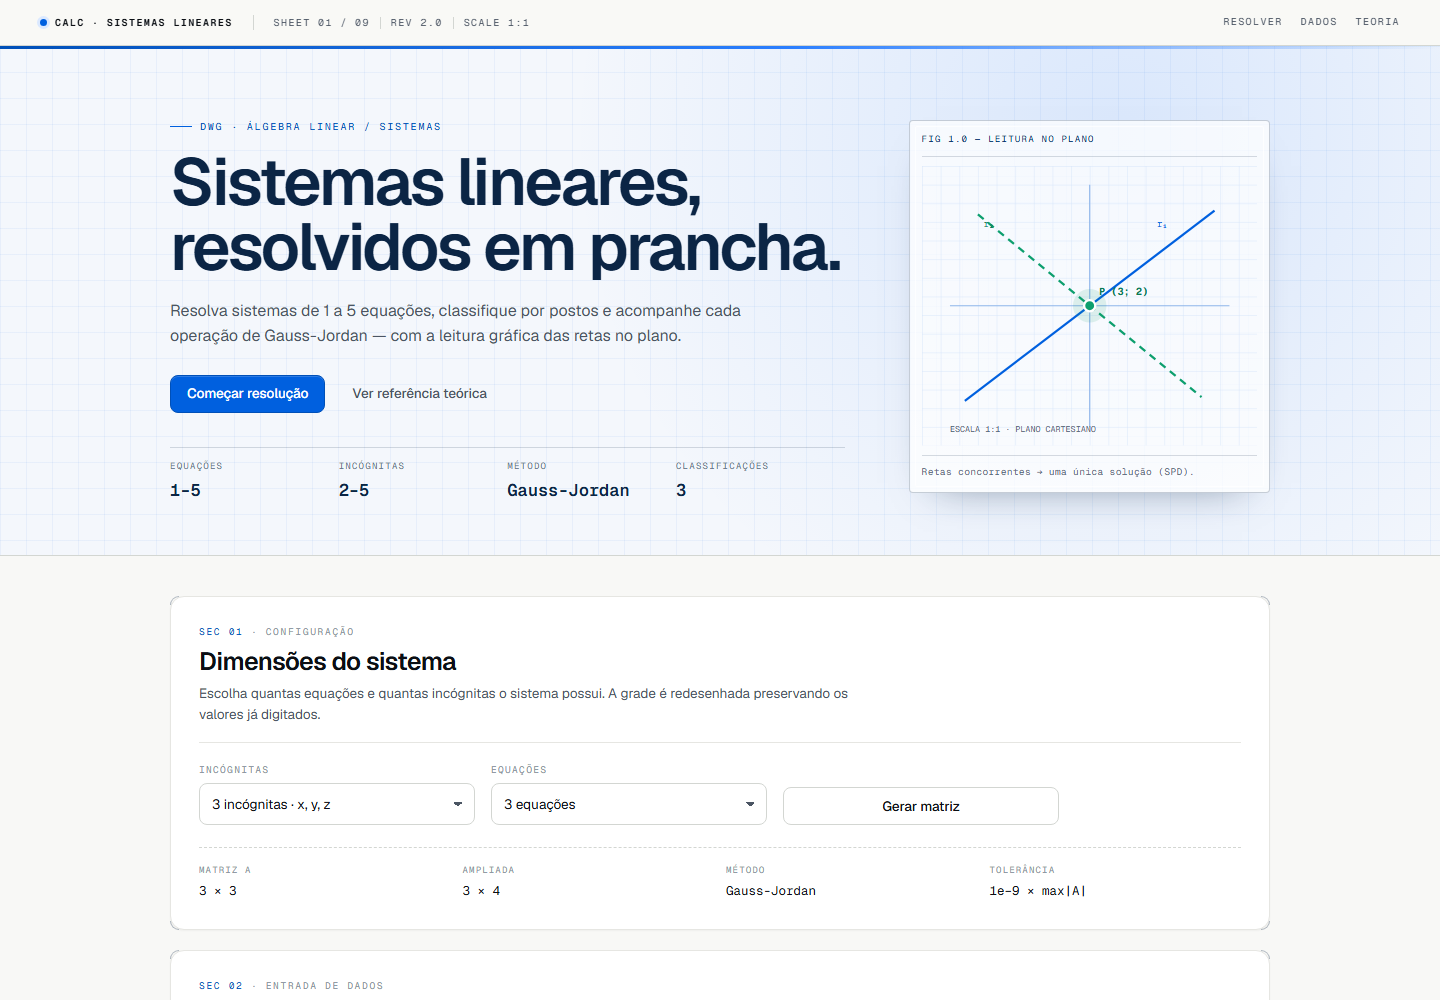 CALC · SISTEMAS LINEARES
SHEET 01 / 09
REV 2.0
SCALE 1:1
RESOLVER
DADOS
TEORIA
DWG · ÁLGEBRA LINEAR / SISTEMAS
Sistemas lineares,
resolvidos em prancha.
Resolva sistemas de 1 a 5 equações, classifique por postos e acompanhe cada
operação de Gauss-Jordan — com a leitura gráfica das retas no plano.
Começar resolução
Ver referência teórica
EQUAÇÕES
1–5
INCÓGNITAS
2–5
MÉTODO
Gauss-Jordan
CLASSIFICAÇÕES
3
FIG 1.0 — LEITURA NO PLANO
r₁
P (3; 2)
ESCALA 1:1 · PLANO CARTESIANO
Retas concorrentes → uma única solução (SPD).
SEC 01 · CONFIGURAÇÃO
Dimensões do sistema
Escolha quantas equações e quantas incógnitas o sistema possui. A grade é redesenhada preservando os
valores já digitados.
INCÓGNITAS
3 incógnitas · x, y, z
EQUAÇÕES
3 equações
Gerar matriz
MATRIZ A
3 × 3
AMPLIADA
3 × 4
MÉTODO
Gauss-Jordan
TOLERÂNCIA
1e-9 × max|A|
SEC 02 · ENTRADA DE DADOS